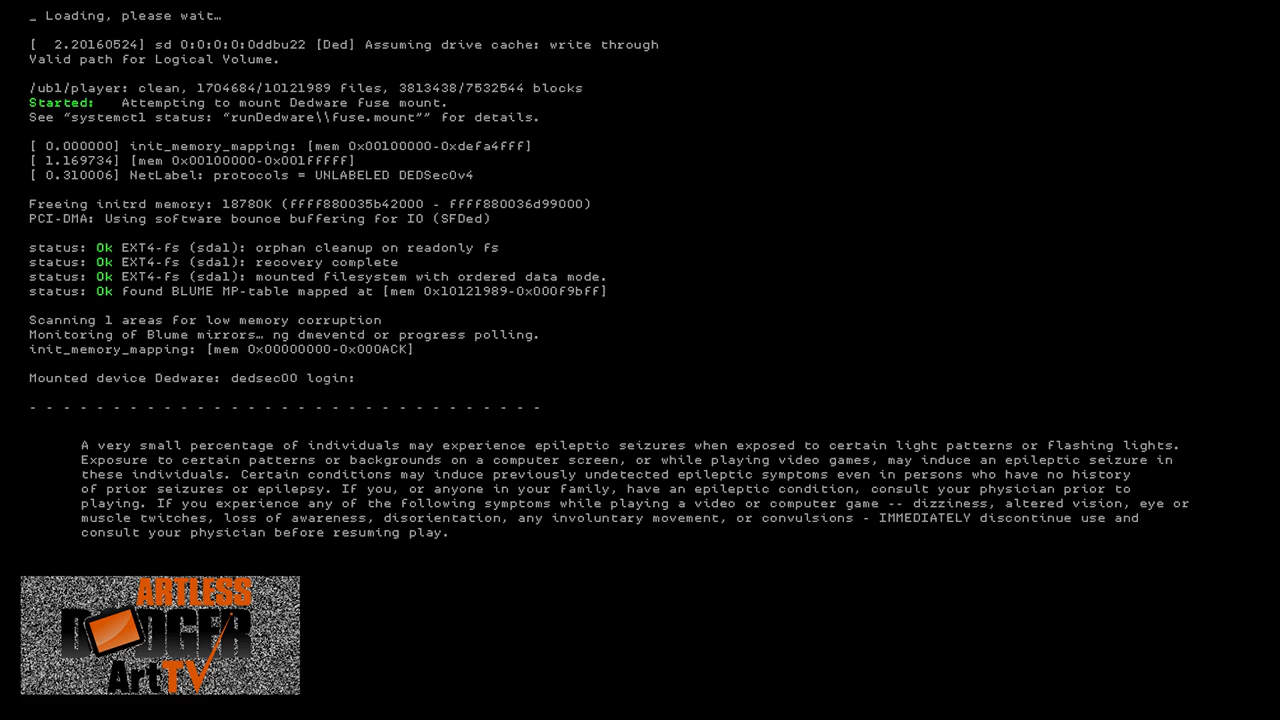 _ Loading, please wait…
[  2.20160524] sd 0:0:0:0:0ddbu22 [Ded] Assuming drive cache: write through
Valid path for Logical Volume.
/ubl/player: clean, 1704684/10121989 files, 3813438/7532544 blocks
Started:   Attempting to mount Dedware fuse mount.
See “systemctl status: “runDedware\\fuse.mount”” for details.
[ 0.000000] init_memory_mapping: [mem 0x00100000-0xdefa4fff]
[ 1.169734] [mem 0x00100000-0x001fffff]
[ 0.310006] NetLabel: protocols = UNLABELED DEDSec0v4
Freeing initrd memory: 18780K (ffff880035b42000 - ffff880036d99000)
PCI-DMA: Using software bounce buffering for IO (SFDed)
status: Ok EXT4-fs (sda1): orphan cleanup on readonly fs
status: Ok EXT4-fs (sda1): recovery complete
status: Ok EXT4-fs (sda1): mounted filesystem with ordered data mode.
status: Ok found BLUME MP-table mapped at [mem 0x10121989-0x000f9bff]
Scanning 1 areas for low memory corruption
Monitoring of Blume mirrors… ng dmeventd or progress polling.
init_memory_mapping: [mem 0x00000000-0x000ACK]
Mounted device Dedware: dedsec00 login:
- - - - - - - - - - - - - - - - - - - - - - - - - - - - - - -
A very small percentage of individuals may experience epileptic seizures when exposed to certain light patterns or flashing lights.
Exposure to certain patterns or backgrounds on a computer screen, or while playing video games, may induce an epileptic seizure in
these individuals. Certain conditions may induce previously undetected epileptic symptoms even in persons who have no history
of prior seizures or epilepsy. If you, or anyone in your family, have an epileptic condition, consult your physician prior to
playing. If you experience any of the following symptoms while playing a video or computer game -- dizziness, altered vision, eye or
muscle twitches, loss of awareness, disorientation, any involuntary movement, or convulsions - IMMEDIATELY discontinue use and
consult your physician before resuming play.
ARTLESS
DODGER
ArtTV